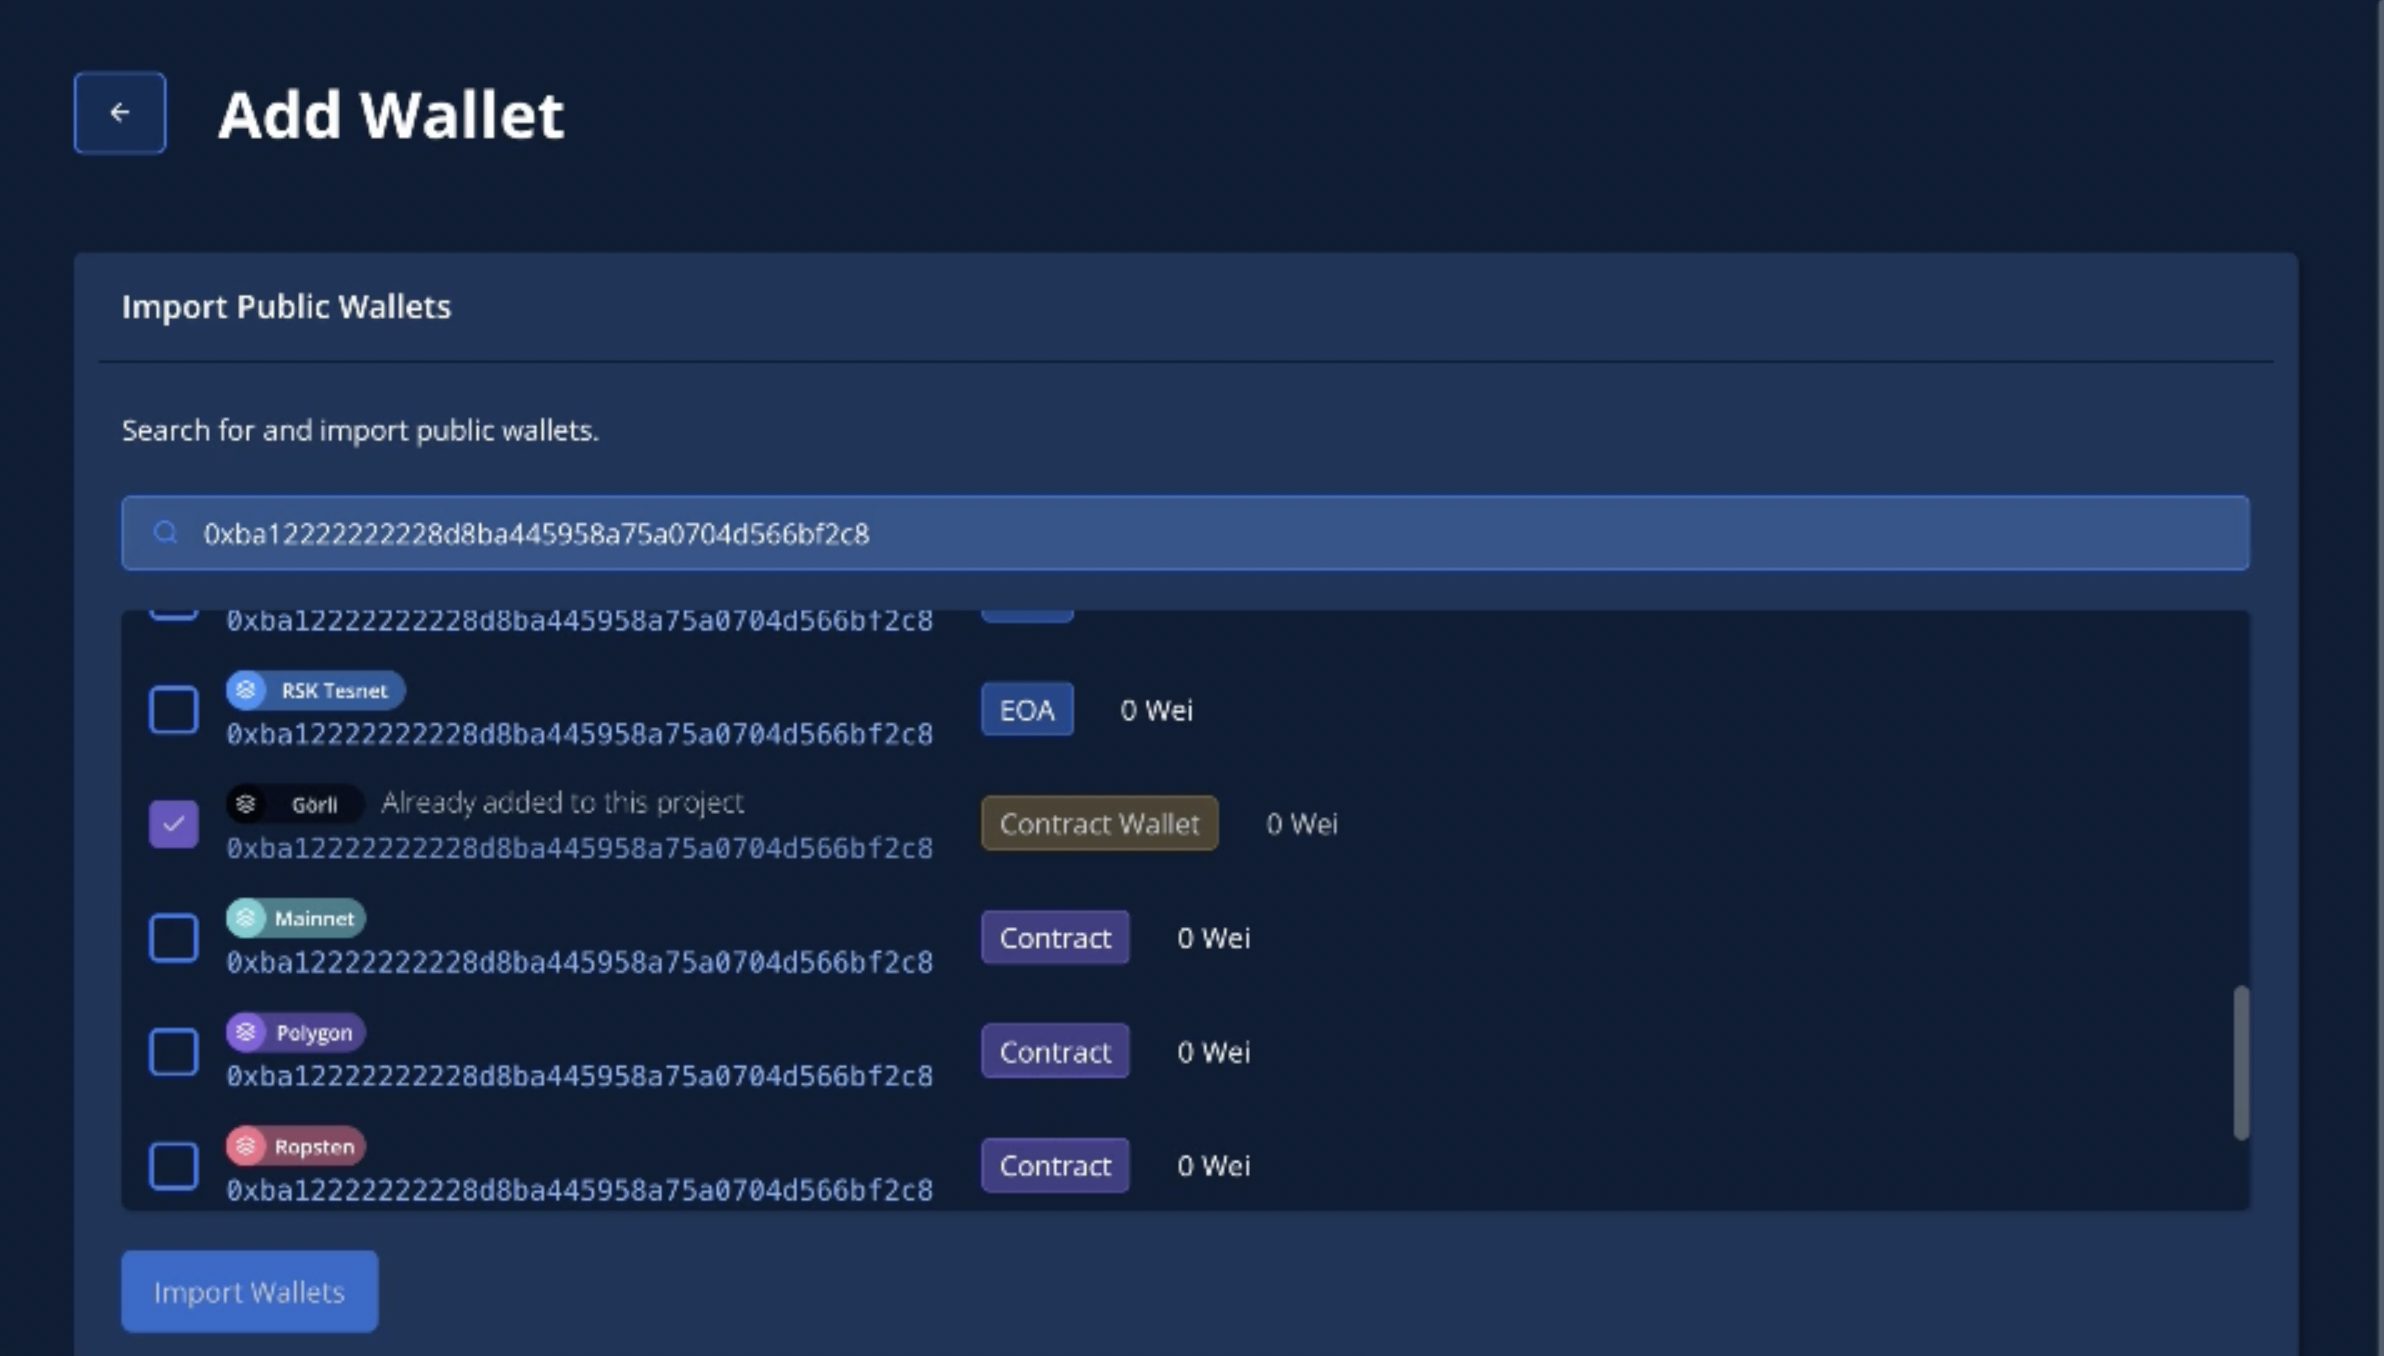 Add Wallet
Import Public Wallets
Search for and import public wallets.
0xba12222222228d8ba445958a75a0704d566bf2c8
0xba12222222228d8ba445958a75a0704d566bf2c8
RSK Tesnet
0xba12222222228d8ba445958a75a0704d566bf2c8
EOA 0 Wei
Görli Already added to this project
0xba12222222228d8ba445958a75a0704d566bf2c8
Contract Wallet 0 Wei
Mainnet
0xba12222222228d8ba445958a75a0704d566bf2c8
Contract 0 Wei
Polygon
0xba12222222228d8ba445958a75a0704d566bf2c8
Contract 0 Wei
Ropsten
0xba12222222228d8ba445958a75a0704d566bf2c8
Contract 0 Wei
Import Wallets